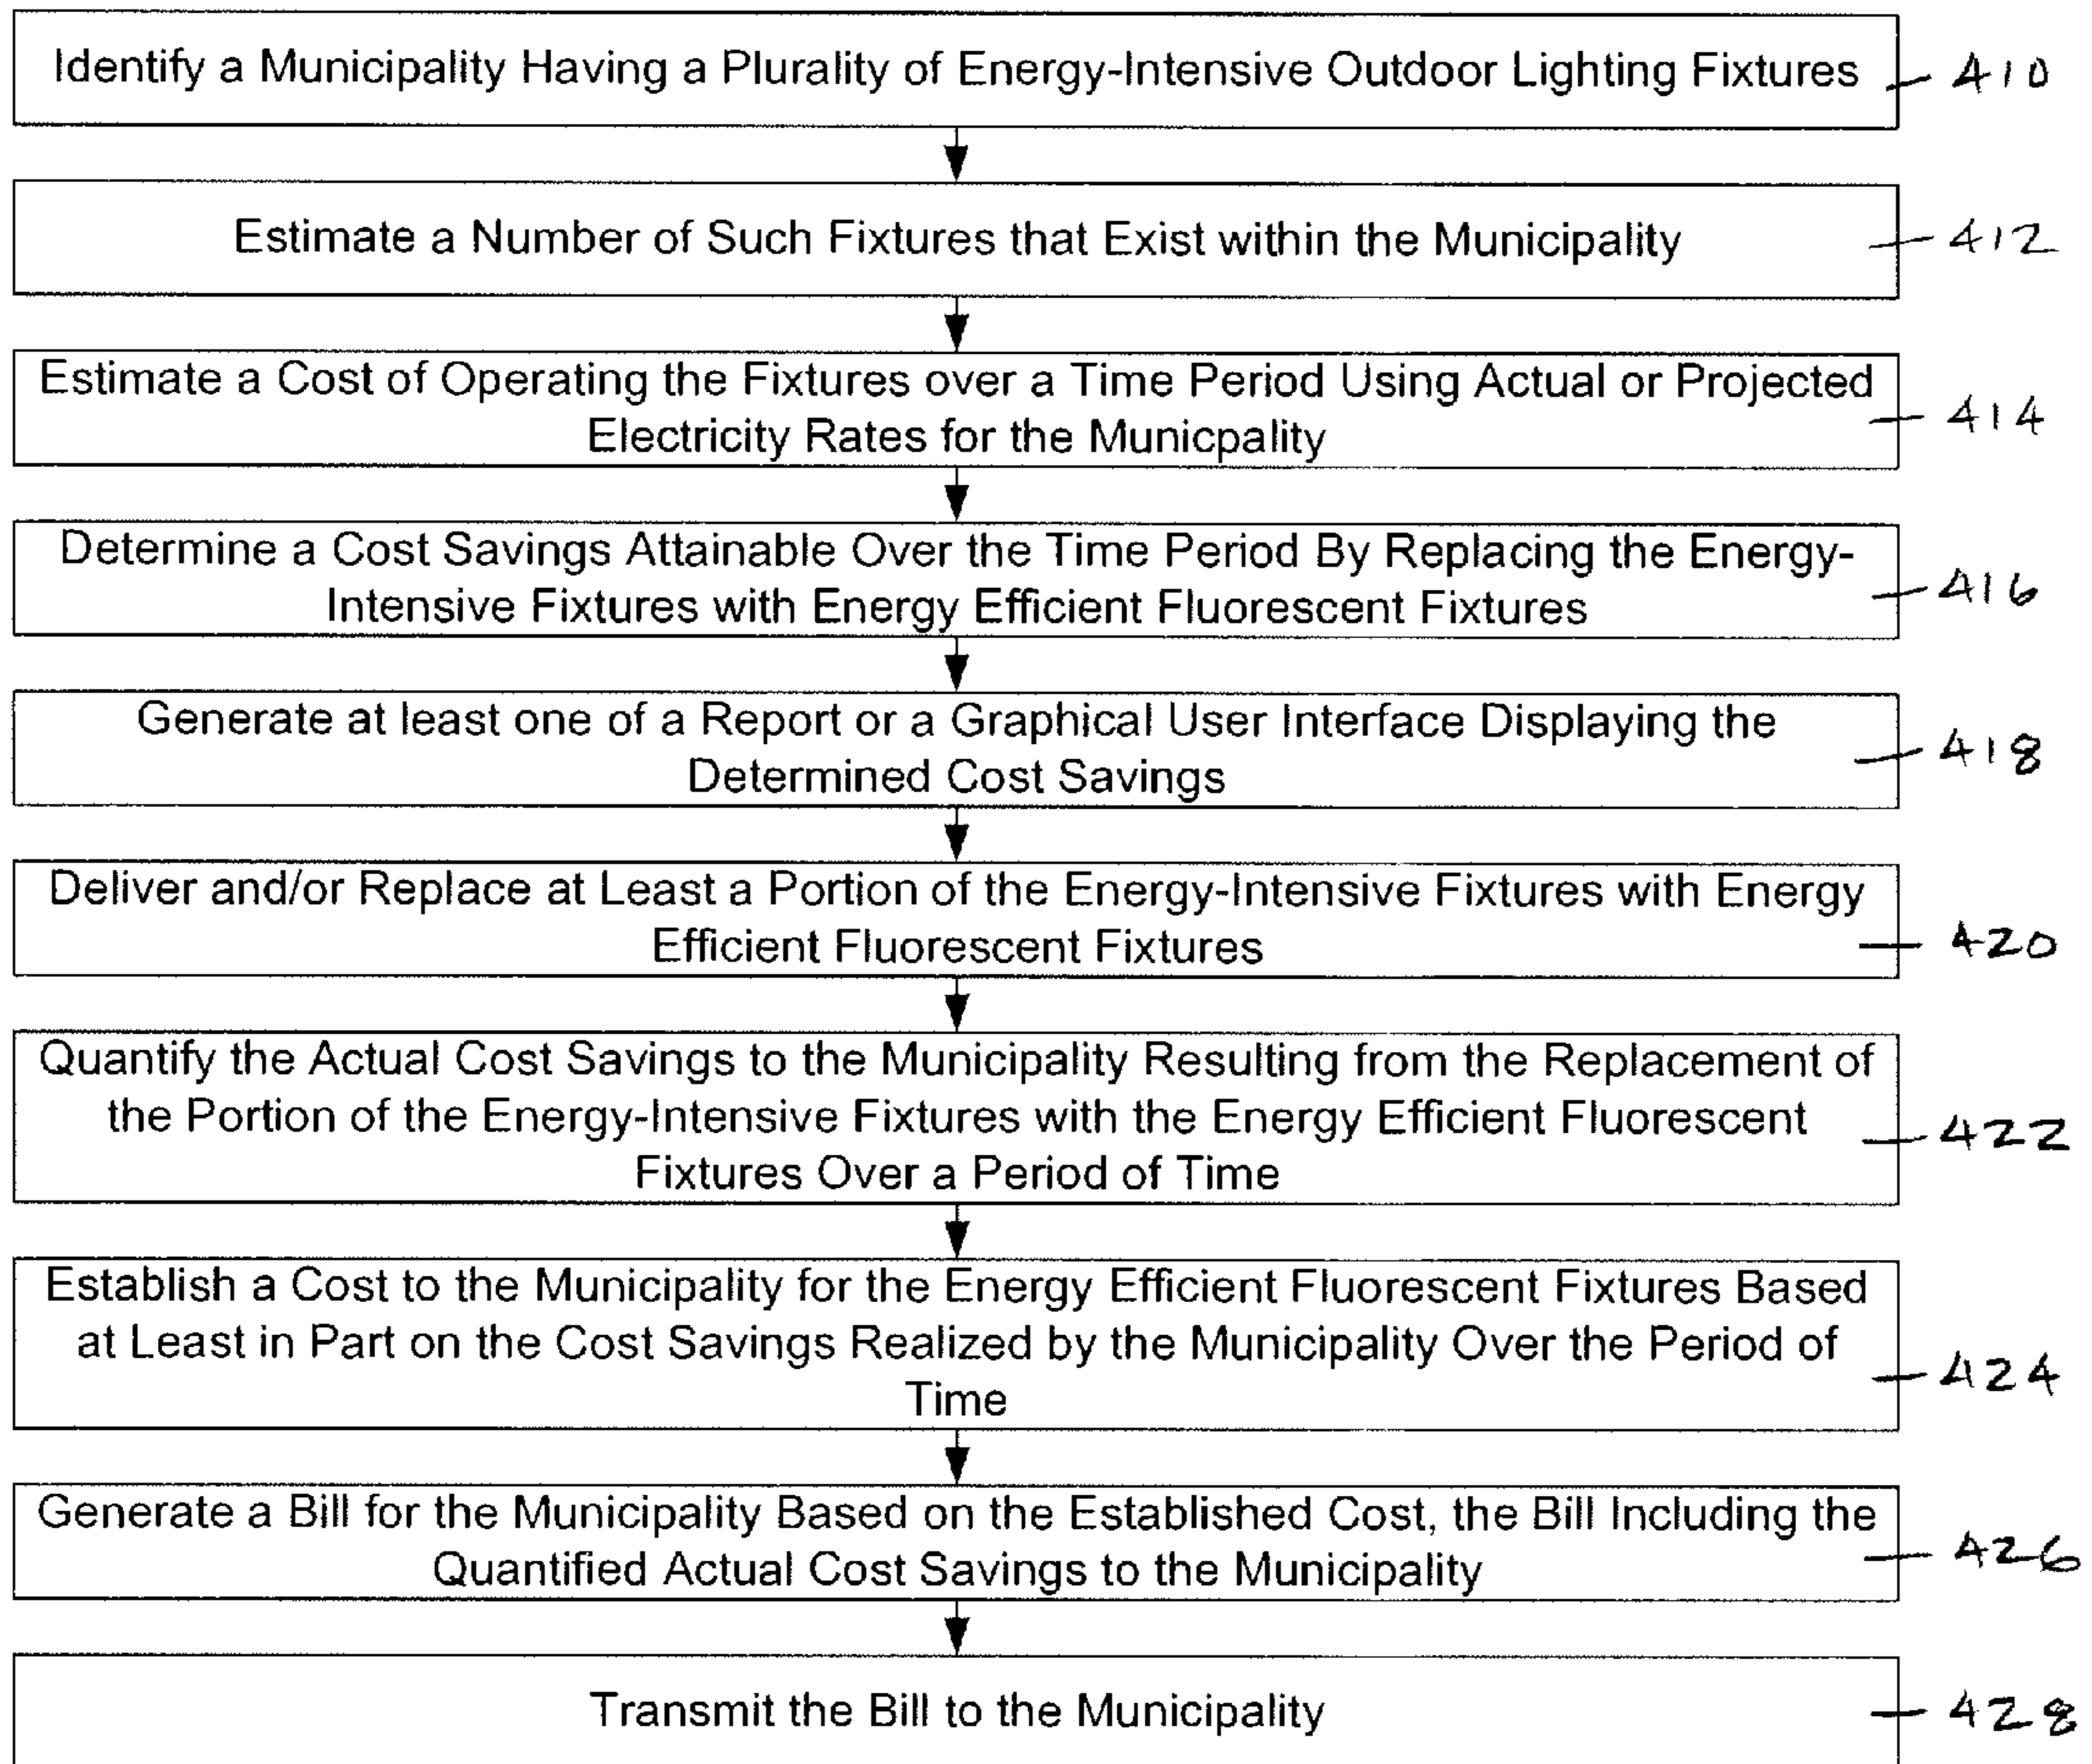 Identify a Municipality Having a Plurality of Energy-Intensive Outdoor Lighting Fixtures
410
Estimate a Number of Such Fixtures that Exist within the Municipality
412
Estimate a Cost of Operating the Fixtures over a Time Period Using Actual or Projected
Electricity Rates for the Municpality
414
Determine a Cost Savings Attainable Over the Time Period By Replacing the Energy-
Intensive Fixtures with Energy Efficient Fluorescent Fixtures
416
Generate at least one of a Report or a Graphical User Interface Displaying the
Determined Cost Savings
418
Deliver and/or Replace at Least a Portion of the Energy-Intensive Fixtures with Energy
Efficient Fluorescent Fixtures
420
Quantify the Actual Cost Savings to the Municipality Resulting from the Replacement of
the Portion of the Energy-Intensive Fixtures with the Energy Efficient Fluorescent
Fixtures Over a Period of Time
422
Establish a Cost to the Municipality for the Energy Efficient Fluorescent Fixtures Based
at Least in Part on the Cost Savings Realized by the Municipality Over the Period of
Time
424
Generate a Bill for the Municipality Based on the Established Cost, the Bill Including the
Quantified Actual Cost Savings to the Municipality
426
Transmit the Bill to the Municipality
428